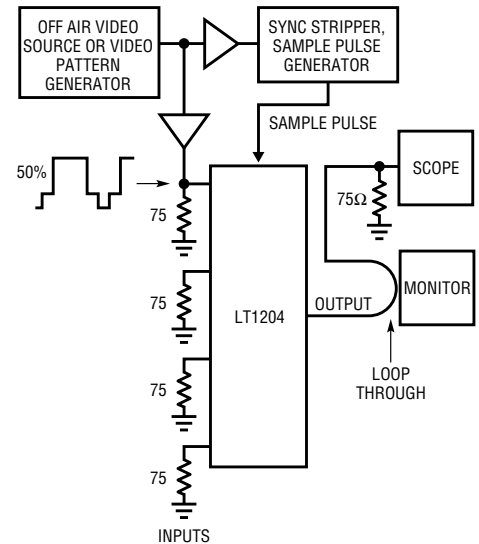 OFF AIR VIDEO
SOURCE OR VIDEO
PATTERN
GENERATOR
SYNC STRIPPER,
SAMPLE PULSE
GENERATOR
SAMPLE PULSE
50%
75
75
75
75
INPUTS
LT1204
OUTPUT
75Ω
SCOPE
MONITOR
LOOP
THROUGH